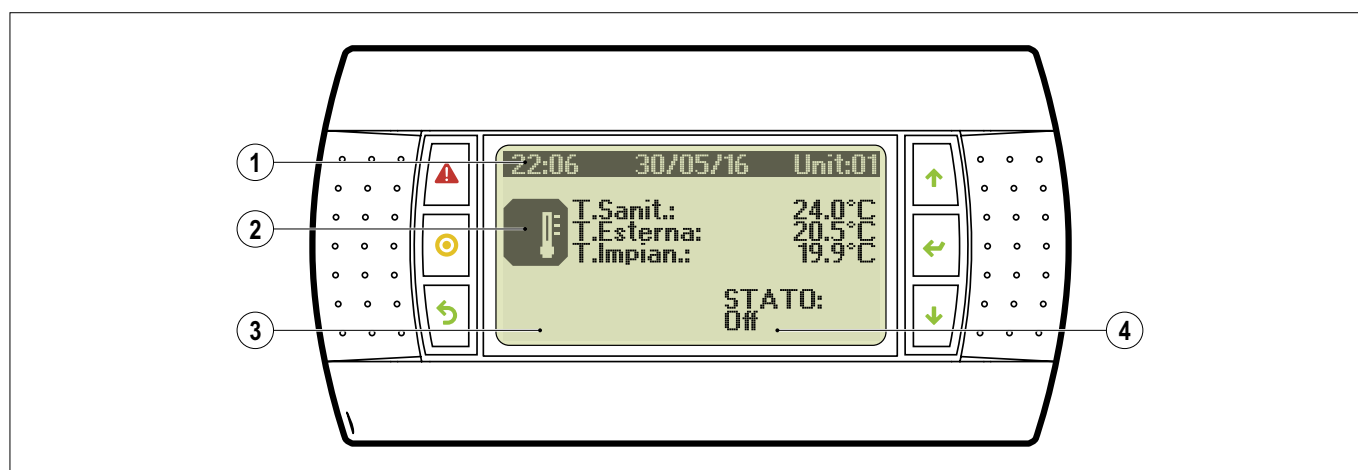 22:06 30/05/16 Unit:01
T.Sanit.: 24.0°C
T.Esterna: 20.5°C
T.Impian.: 19.9°C
STATO:
Off
1
2
3
4